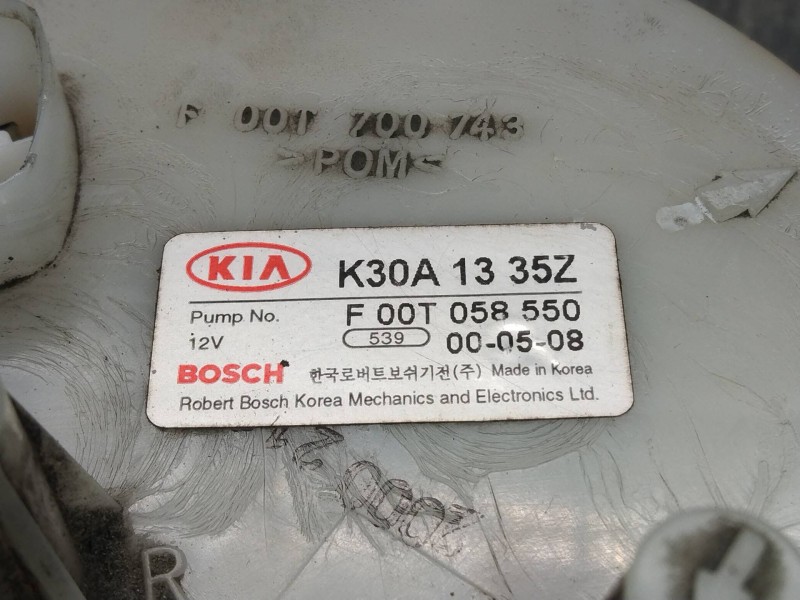 F 00T 700 743
>POM<
KIA K30A 13 35Z
Pump No. F 00T 058 550
12V 539 00-05-08
BOSCH 한국로버트보쉬기전(주) Made in Korea
Robert Bosch Korea Mechanics and Electronics Ltd.
R